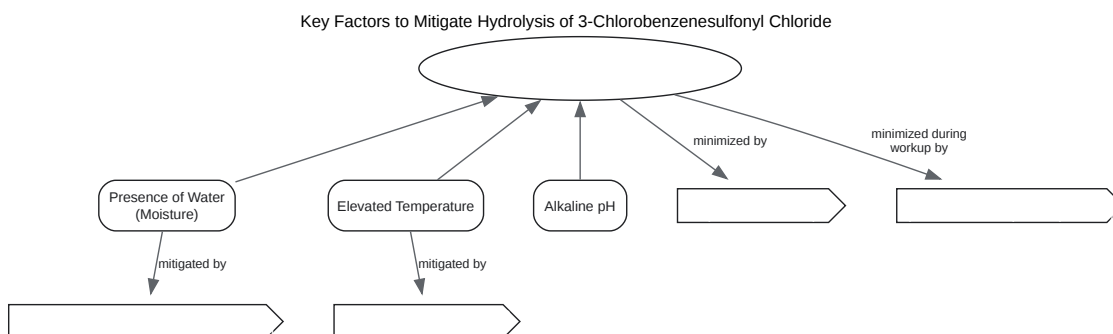 Key Factors to Mitigate Hydrolysis of 3-Chlorobenzenesulfonyl Chloride
minimized by
minimized during
workup by
Presence of Water
(Moisture)
Elevated Temperature
Alkaline pH
mitigated by
mitigated by